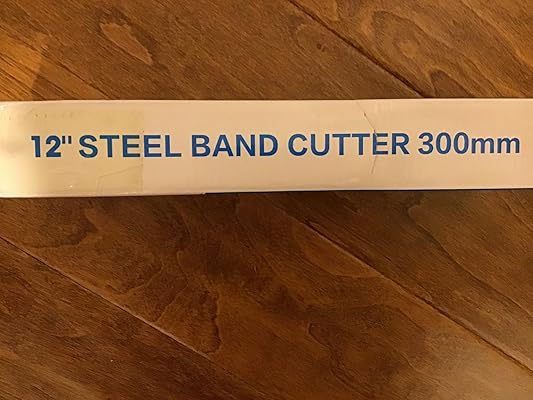 12" STEEL BAND CUTTER 300mm